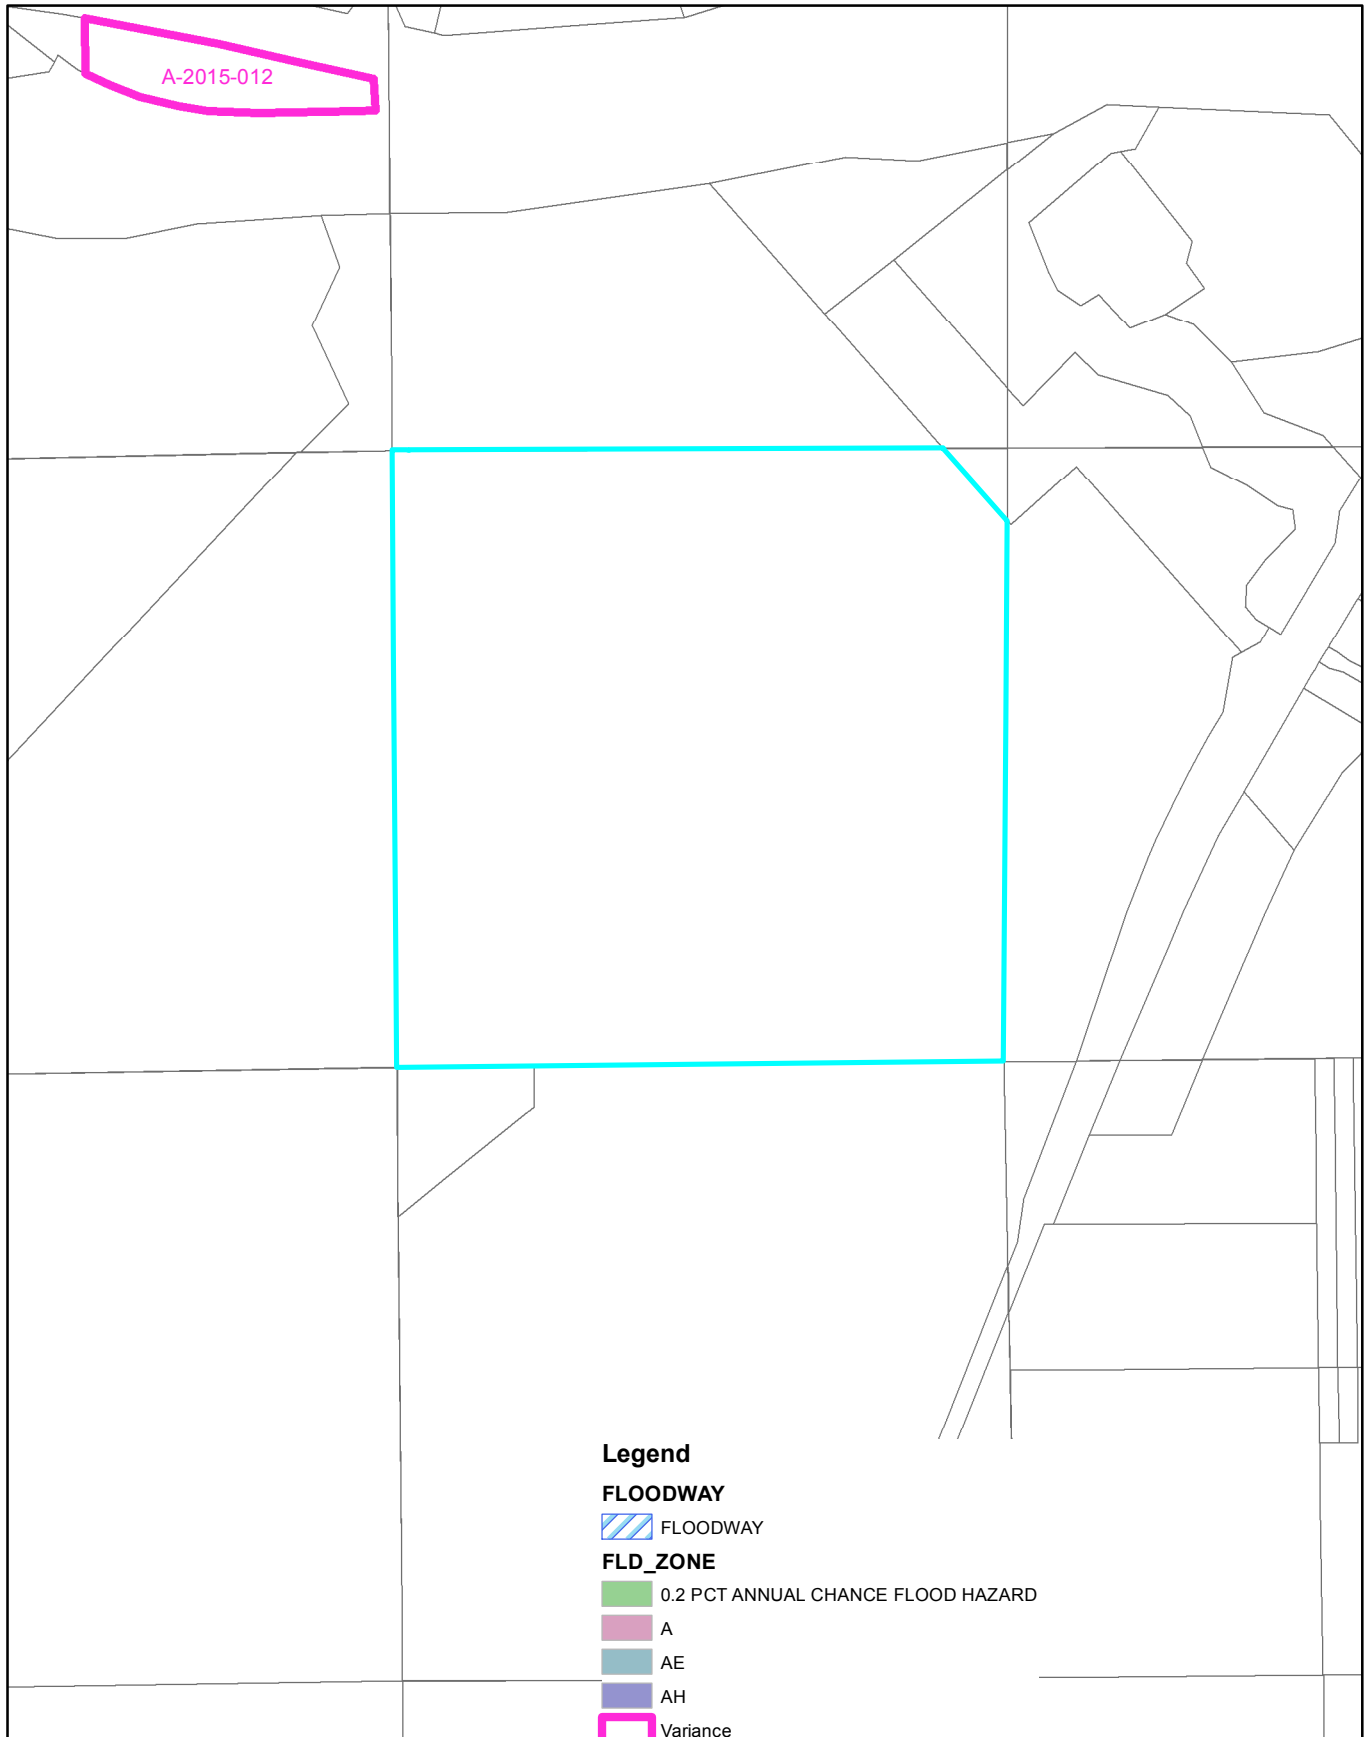 A-2015-012
Legend
FLOODWAY
FLOODWAY
FLD_ZONE
0.2 PCT ANNUAL CHANCE FLOOD HAZARD
A
AE
AH
Variance